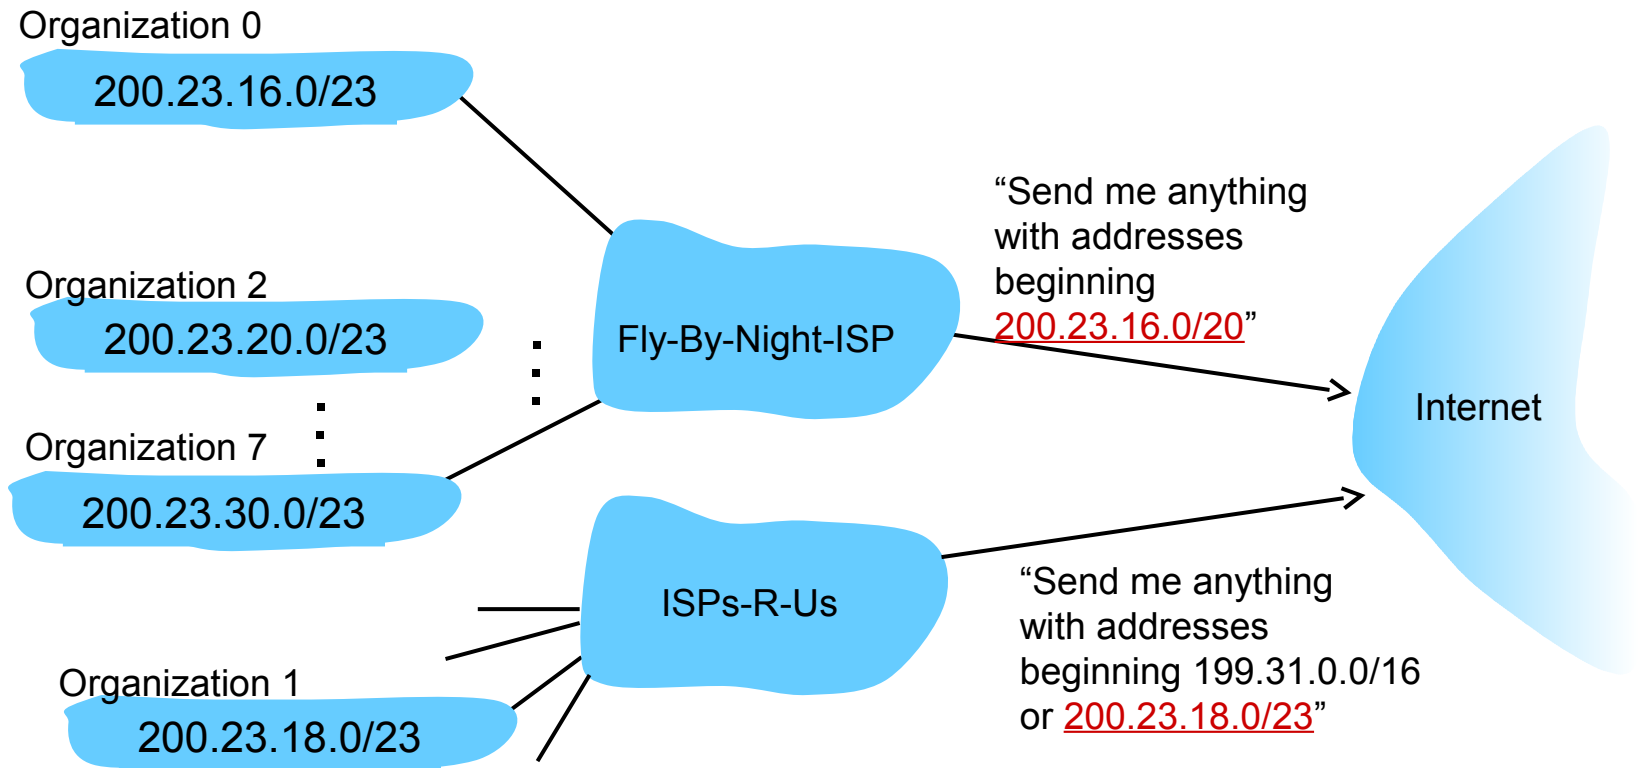 Organization 0
200.23.16.0/23
Organization 2
200.23.20.0/23
Organization 7
200.23.30.0/23
Fly-By-Night-ISP
“Send me anything
with addresses
beginning
200.23.16.0/20”
Internet
ISPs-R-Us
“Send me anything
with addresses
beginning 199.31.0.0/16
or 200.23.18.0/23”
Organization 1
200.23.18.0/23